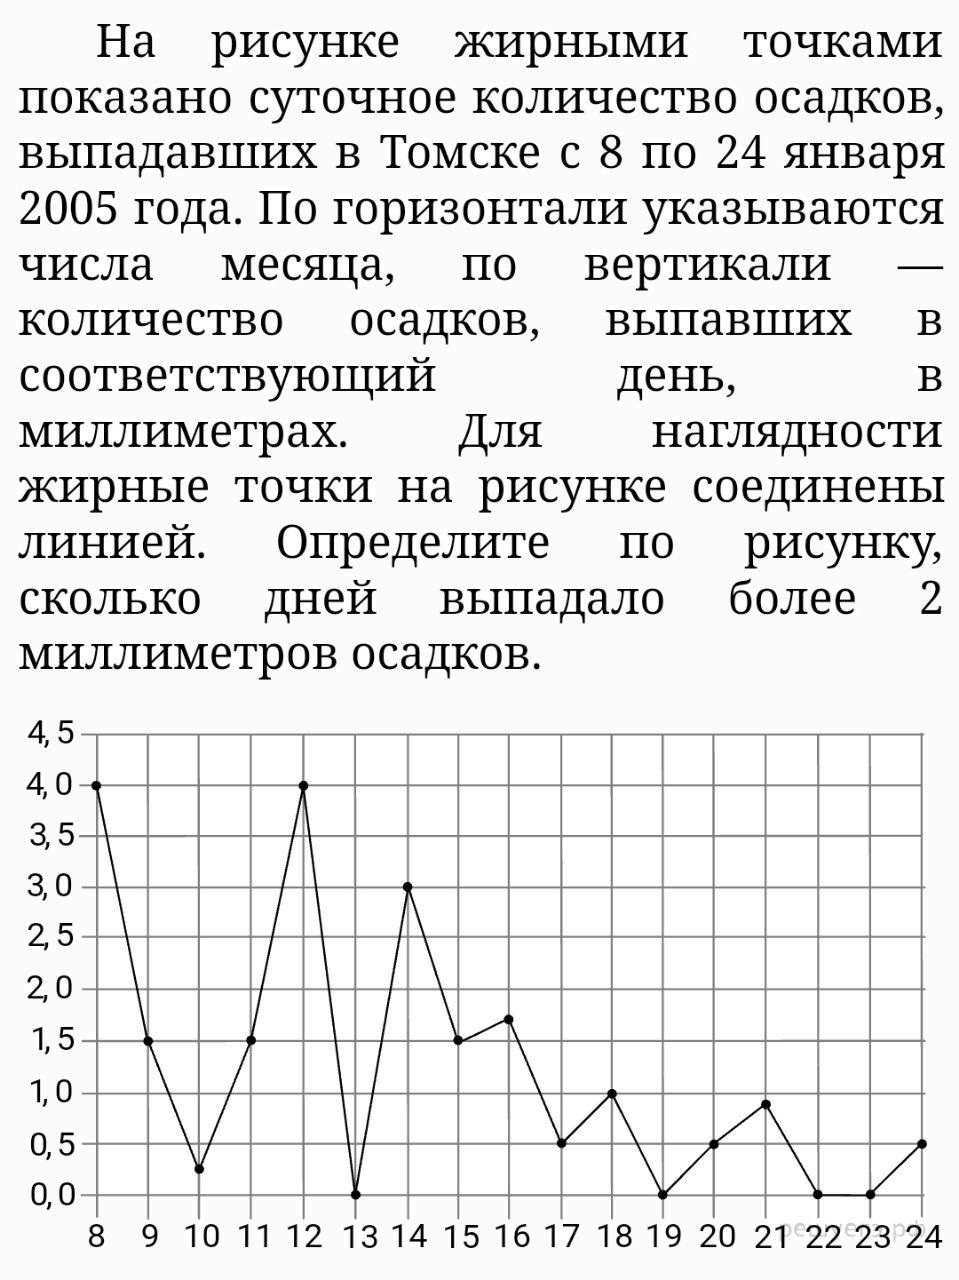 На рисунке жирными точками
показано суточное количество осадков,
выпадавших в Томске с 8 по 24 января
2005 года. По горизонтали указываются
числа месяца, по вертикали —
количество осадков, выпавших в
соответствующий день, в
миллиметрах. Для наглядности
жирные точки на рисунке соединены
линией. Определите по рисунку,
сколько дней выпадало более 2
миллиметров осадков.
4,5
4,0
3,5
3,0
2,5
2,0
1,5
1,0
0,5
0,0
8 9 10 11 12 13 14 15 16 17 18 19 20 21 22 23 24